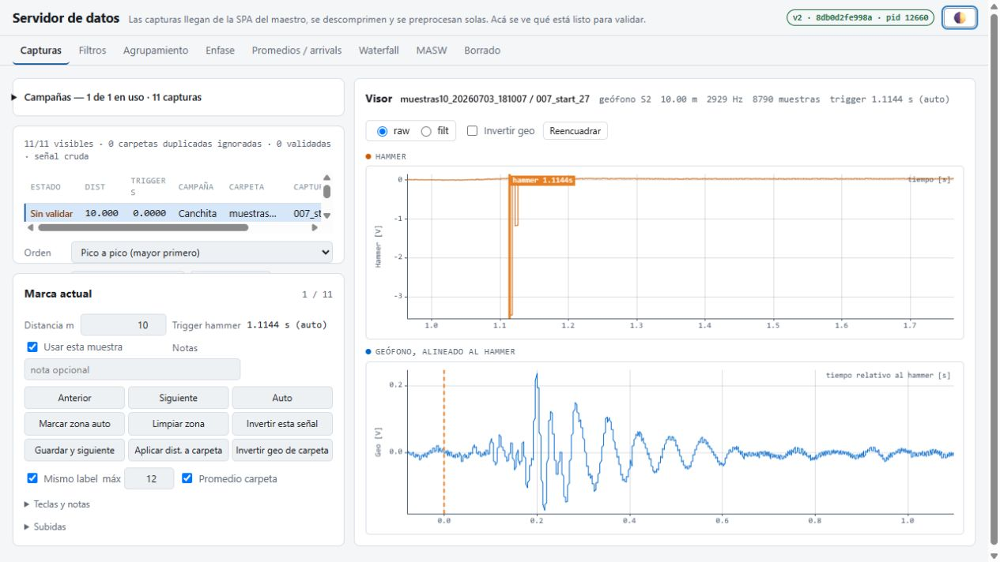 Servidor de datos Las capturas llegan de la SPA del maestro, se descomprimen y se preprocesan solas. Acá se ve qué está listo para validar. v2 · 8db0d2fe998a · pid 12660
Capturas Filtros Agrupamiento Enfase Promedios / arrivals Waterfall MASW Borrado
Campañas — 1 de 1 en uso · 11 capturas
11/11 visibles · 0 carpetas duplicadas ignoradas · 0 validadas
· señal cruda
ESTADO DIST TRIGGER S CAMPAÑA CARPETA CAPTUR
Sin validar 10.000 0.0000 Canchita muestras... 007_st
Orden Pico a pico (mayor primero)
Marca actual 1 / 11
Distancia m 10 Trigger hammer 1.1144 s (auto)
Usar esta muestra Notas
nota opcional
Anterior Siguiente Auto
Marcar zona auto Limpiar zona Invertir esta señal
Guardar y siguiente Aplicar dist. a carpeta Invertir geo de carpeta
Mismo label máx 12 Promedio carpeta
Teclas y notas
Subidas
Visor muestras10_20260703_181007 / 007_start_27 geófono S2 10.00 m 2929 Hz 8790 muestras trigger 1.1144 s (auto)
raw filt Invertir geo Reencuadrar
HAMMER
hammer 1.1144s
tiempo [s]
Hammer [V]
0
-1
-2
-3
1.0 1.1 1.2 1.3 1.4 1.5 1.6 1.7
GEÓFONO, ALINEADO AL HAMMER
tiempo relativo al hammer [s]
Geo [V]
0.2
0.0
0.0 0.2 0.4 0.6 0.8 1.0